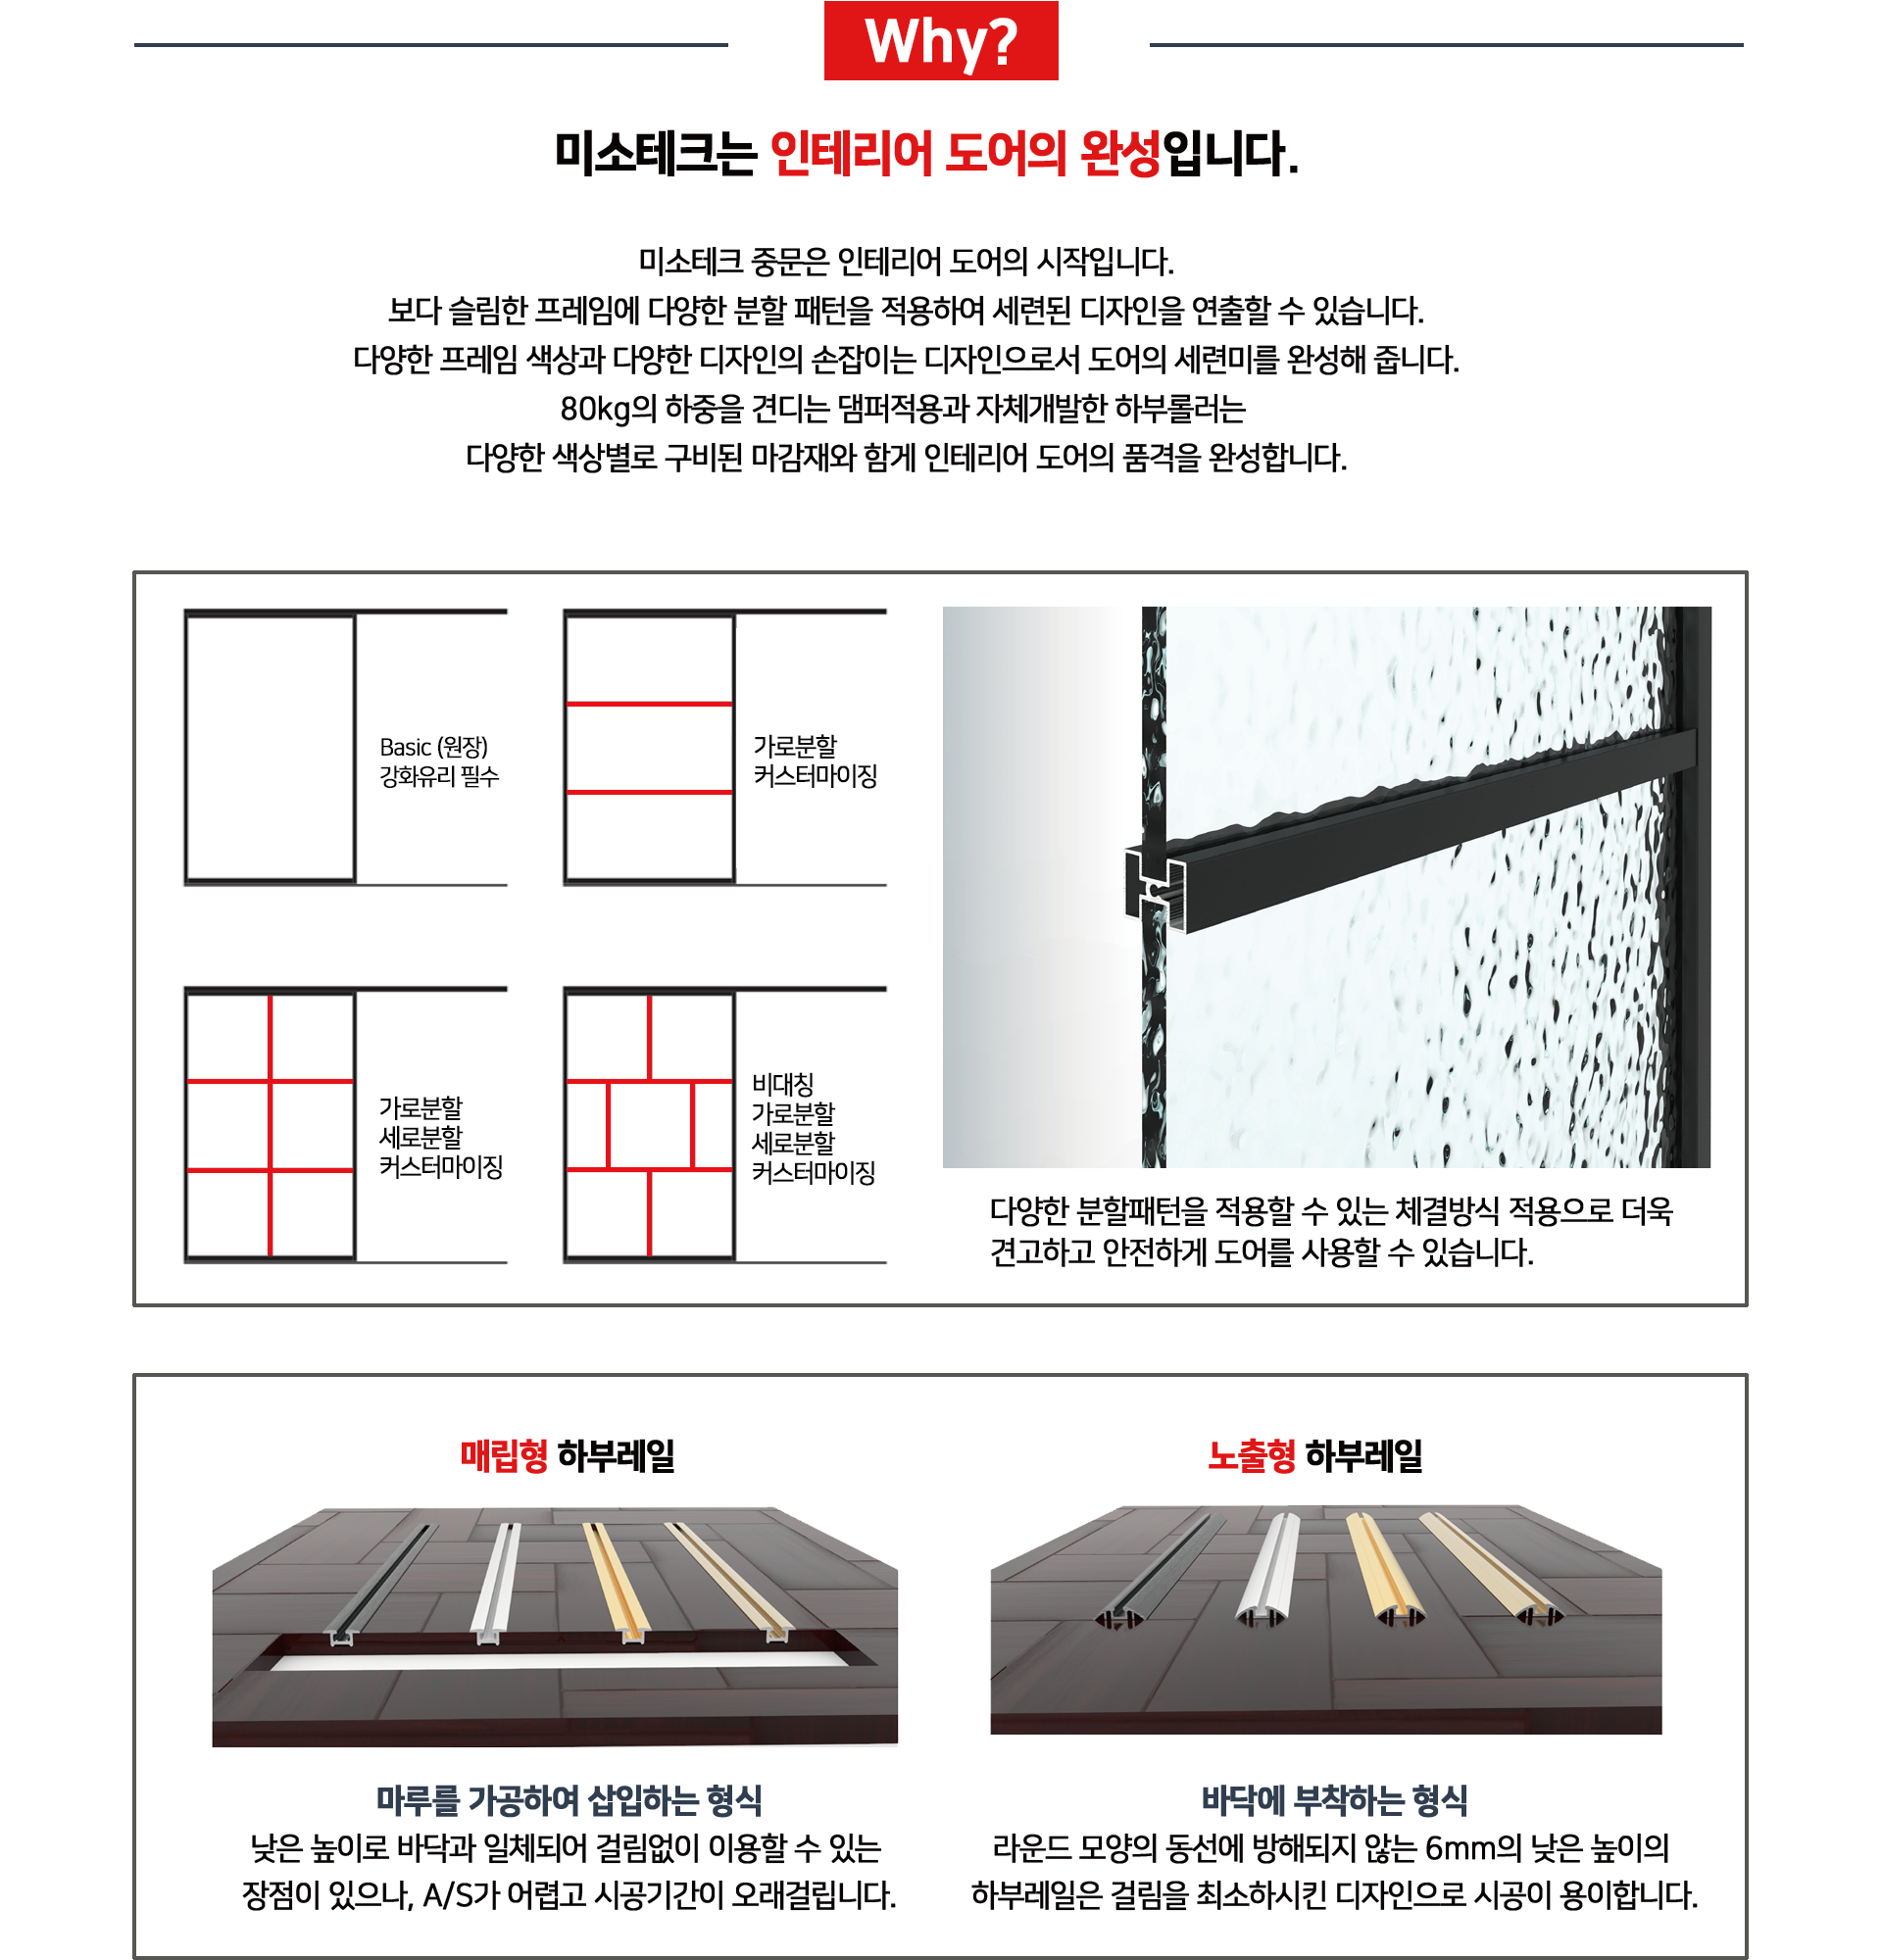 Why?
미소테크는 인테리어 도어의 완성입니다.
미소테크 중문은 인테리어 도어의 시작입니다.
보다 슬림한 프레임에 다양한 분할 패턴을 적용하여 세련된 디자인을 연출할 수 있습니다.
다양한 프레임 색상과 다양한 디자인의 손잡이는 디자인으로서 도어의 세련미를 완성해 줍니다.
80kg의 하중을 견디는 댐퍼적용과 자체개발한 하부롤러는
다양한 색상별로 구비된 마감재와 함게 인테리어 도어의 품격을 완성합니다.
Basic (원장)
강화유리 필수
가로분할
커스터마이징
가로분할
세로분할
커스터마이징
비대칭
가로분할
세로분할
커스터마이징
다양한 분할패턴을 적용할 수 있는 체결방식 적용으로 더욱
견고하고 안전하게 도어를 사용할 수 있습니다.
매립형 하부레일
마루를 가공하여 삽입하는 형식
낮은 높이로 바닥과 일체되어 걸림없이 이용할 수 있는
장점이 있으나, A/S가 어렵고 시공기간이 오래걸립니다.
노출형 하부레일
바닥에 부착하는 형식
라운드 모양의 동선에 방해되지 않는 6mm의 낮은 높이의
하부레일은 걸림을 최소하시킨 디자인으로 시공이 용이합니다.